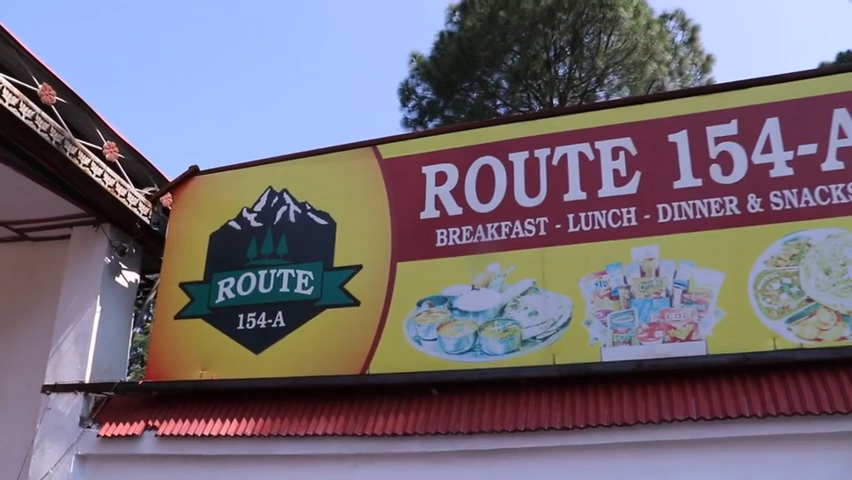 ROUTE
154-A
ROUTE 154-A
BREAKFAST - LUNCH - DINNER & SNACKS